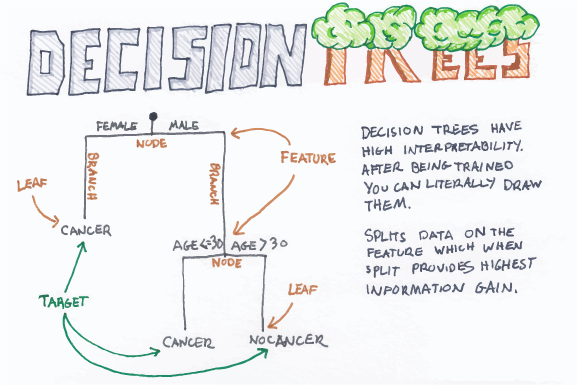 DECISION TREES
FEMALE MALE
NODE
BRANCH
BRANCH
FEATURE
LEAF
CANCER
AGE<=30 AGE>30
NODE
LEAF
TARGET
CANCER
NO CANCER
DECISION TREES HAVE
HIGH INTERPRETABILITY.
AFTER BEING TRAINED
YOU CAN LITERALLY DRAW
THEM.
SPLITS DATA ON THE
FEATURE WHICH WHEN
SPLIT PROVIDES HIGHEST
INFORMATION GAIN.